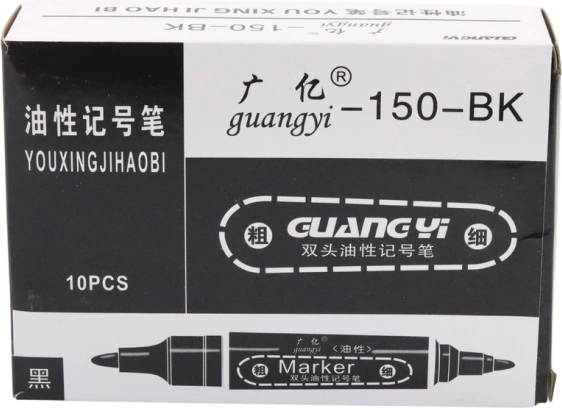 油性记号笔 YOU XING JI HAO BI
广亿
guangyi-150-BK
GUANGYi
油性记号笔
YOUXINGJIHAOBI
10PCS
黑
广亿®
guangyi-150-BK
粗 GUANGYi 细
双头油性记号笔
广亿
guangyi <油性>
粗 Marker 细
双头油性记号笔